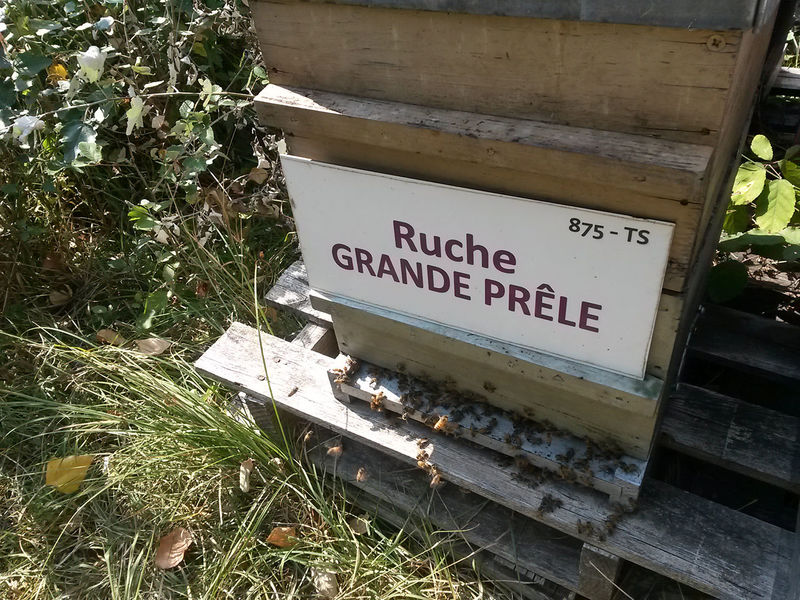 875 - TS
Ruche
GRANDE PRÊLE